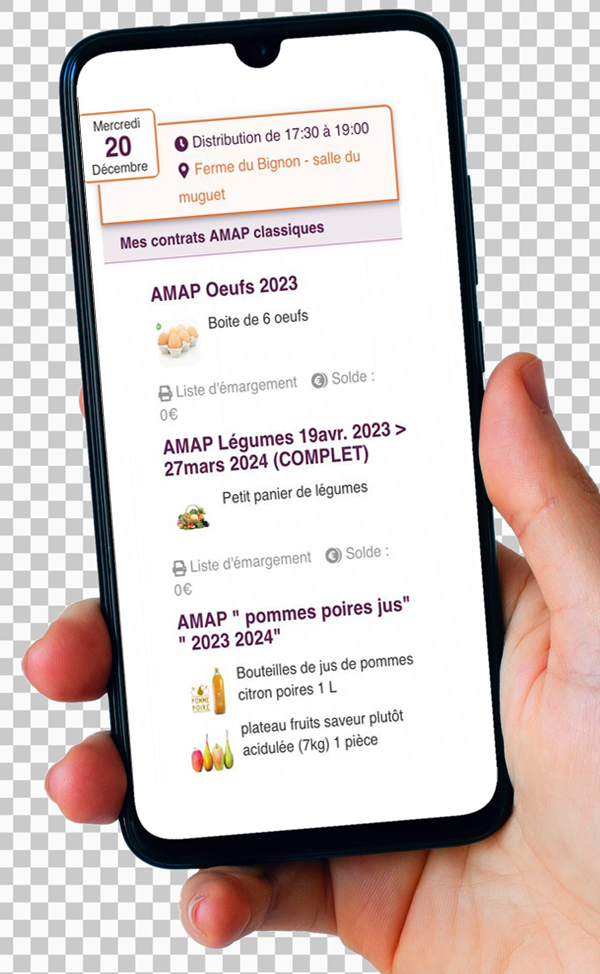 Mercredi
20
Décembre
Distribution de 17:30 à 19:00
Ferme du Bignon - salle du
muguet
Mes contrats AMAP classiques
AMAP Oeufs 2023
Boite de 6 oeufs
Liste d'émargement € Solde :
0€
AMAP Légumes 19avr. 2023 >
27mars 2024 (COMPLET)
Petit panier de légumes
Liste d'émargement € Solde :
0€
AMAP " pommes poires jus"
" 2023 2024"
Bouteilles de jus de pommes
citron poires 1 L
POMME
POIRE
plateau fruits saveur plutôt
acidulée (7kg) 1 pièce